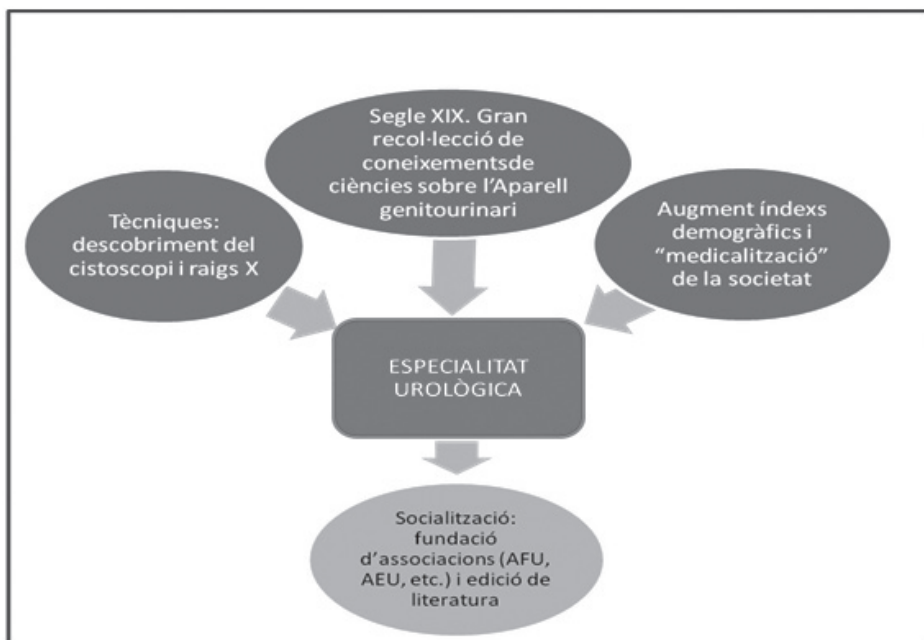 Segle XIX. Gran
recol·lecció de
coneixementsde
ciències sobre l'Aparell
genitourinari
Tècniques:
descobriment del
cistoscopi i raigs X
Augment índexs
demogràfics i
“medicalització”
de la societat
ESPECIALITAT
UROLÒGICA
Socialització:
fundació
d'associacions (AFU,
AEU, etc.) i edició de
literatura